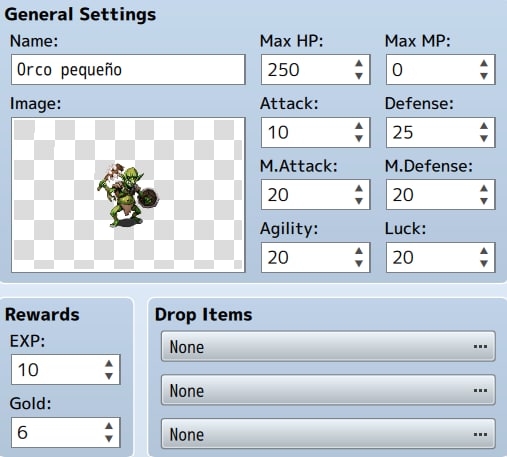 General Settings
Name:
Orco pequeño
Image:
Max HP:
Max MP:
250
0
Attack:
Defense:
10
25
M.Attack:
M.Defense:
20
20
Agility:
Luck:
20
20
Rewards
EXP:
10
Gold:
6
Drop Items
None
None
None